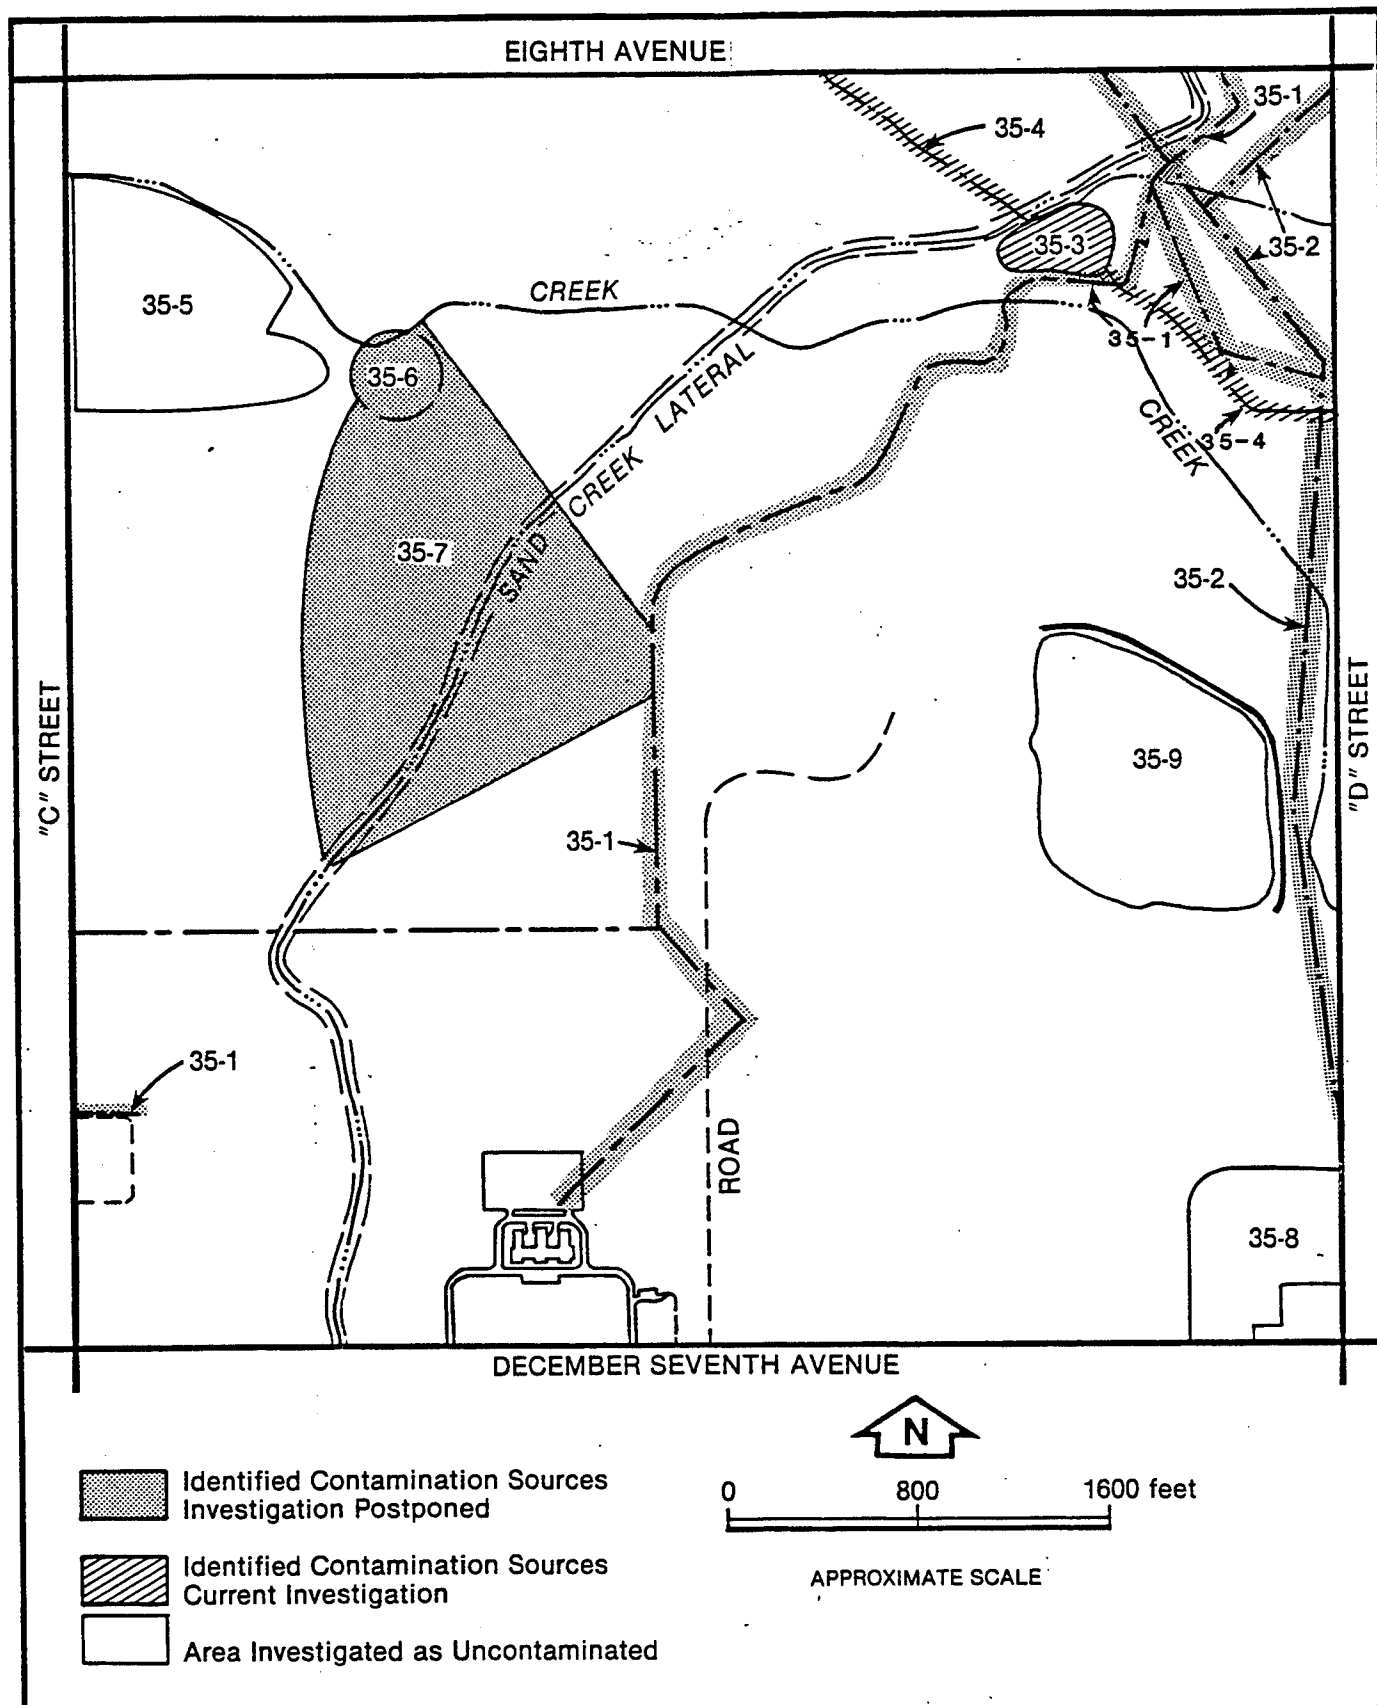 EIGHTH AVENUE
35-1
35-4
35-2
35-3
35-5
CREEK
35-1
35-6
LATERAL
CREEK
35-4
CREEK
35-7
SAND
35-2
"C" STREET
"D" STREET
35-9
35-1
35-1
ROAD
35-8
DECEMBER SEVENTH AVENUE
N
Identified Contamination Sources
Investigation Postponed
0 800 1600 feet
Identified Contamination Sources
Current Investigation
APPROXIMATE SCALE
Area Investigated as Uncontaminated